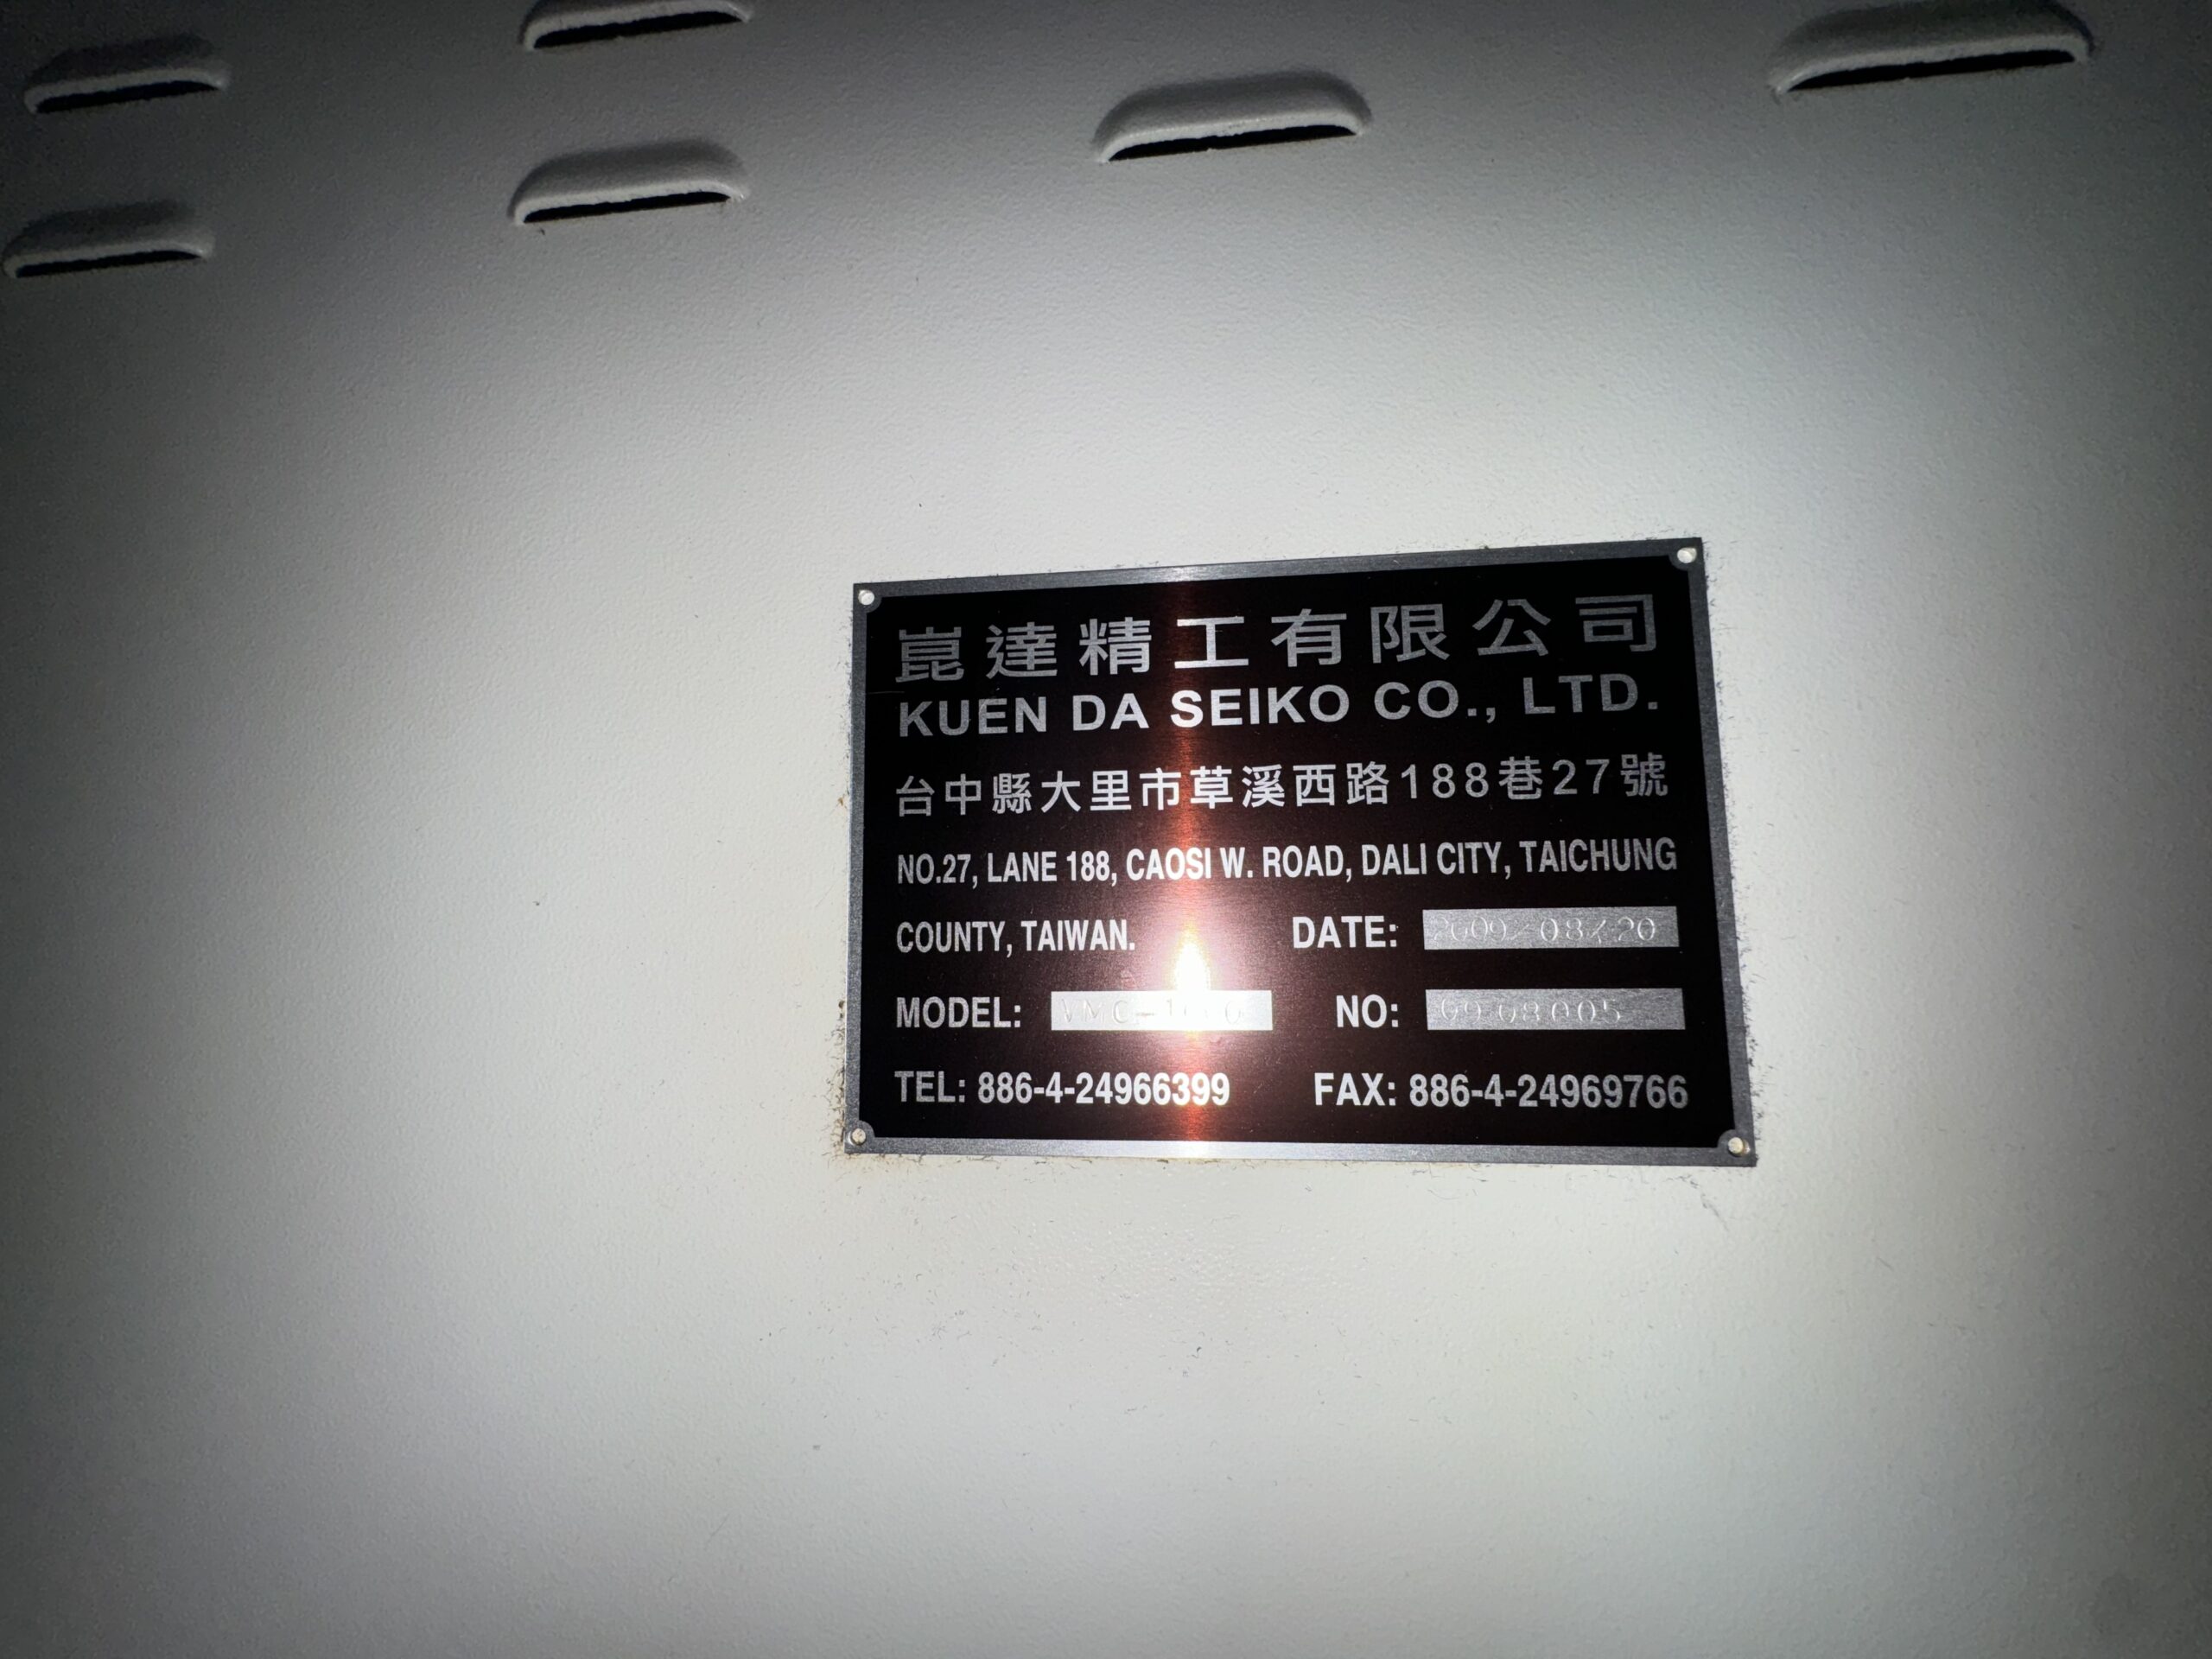 崑達精工有限公司
KUEN DA SEIKO CO., LTD.
台中縣大里市草溪西路188巷27號
NO.27, LANE 188, CAOSI W. ROAD, DALI CITY, TAICHUNG
COUNTY, TAIWAN. DATE: 2009/08/20
MODEL: NO: 0908005
TEL: 886-4-24966399 FAX: 886-4-24969766